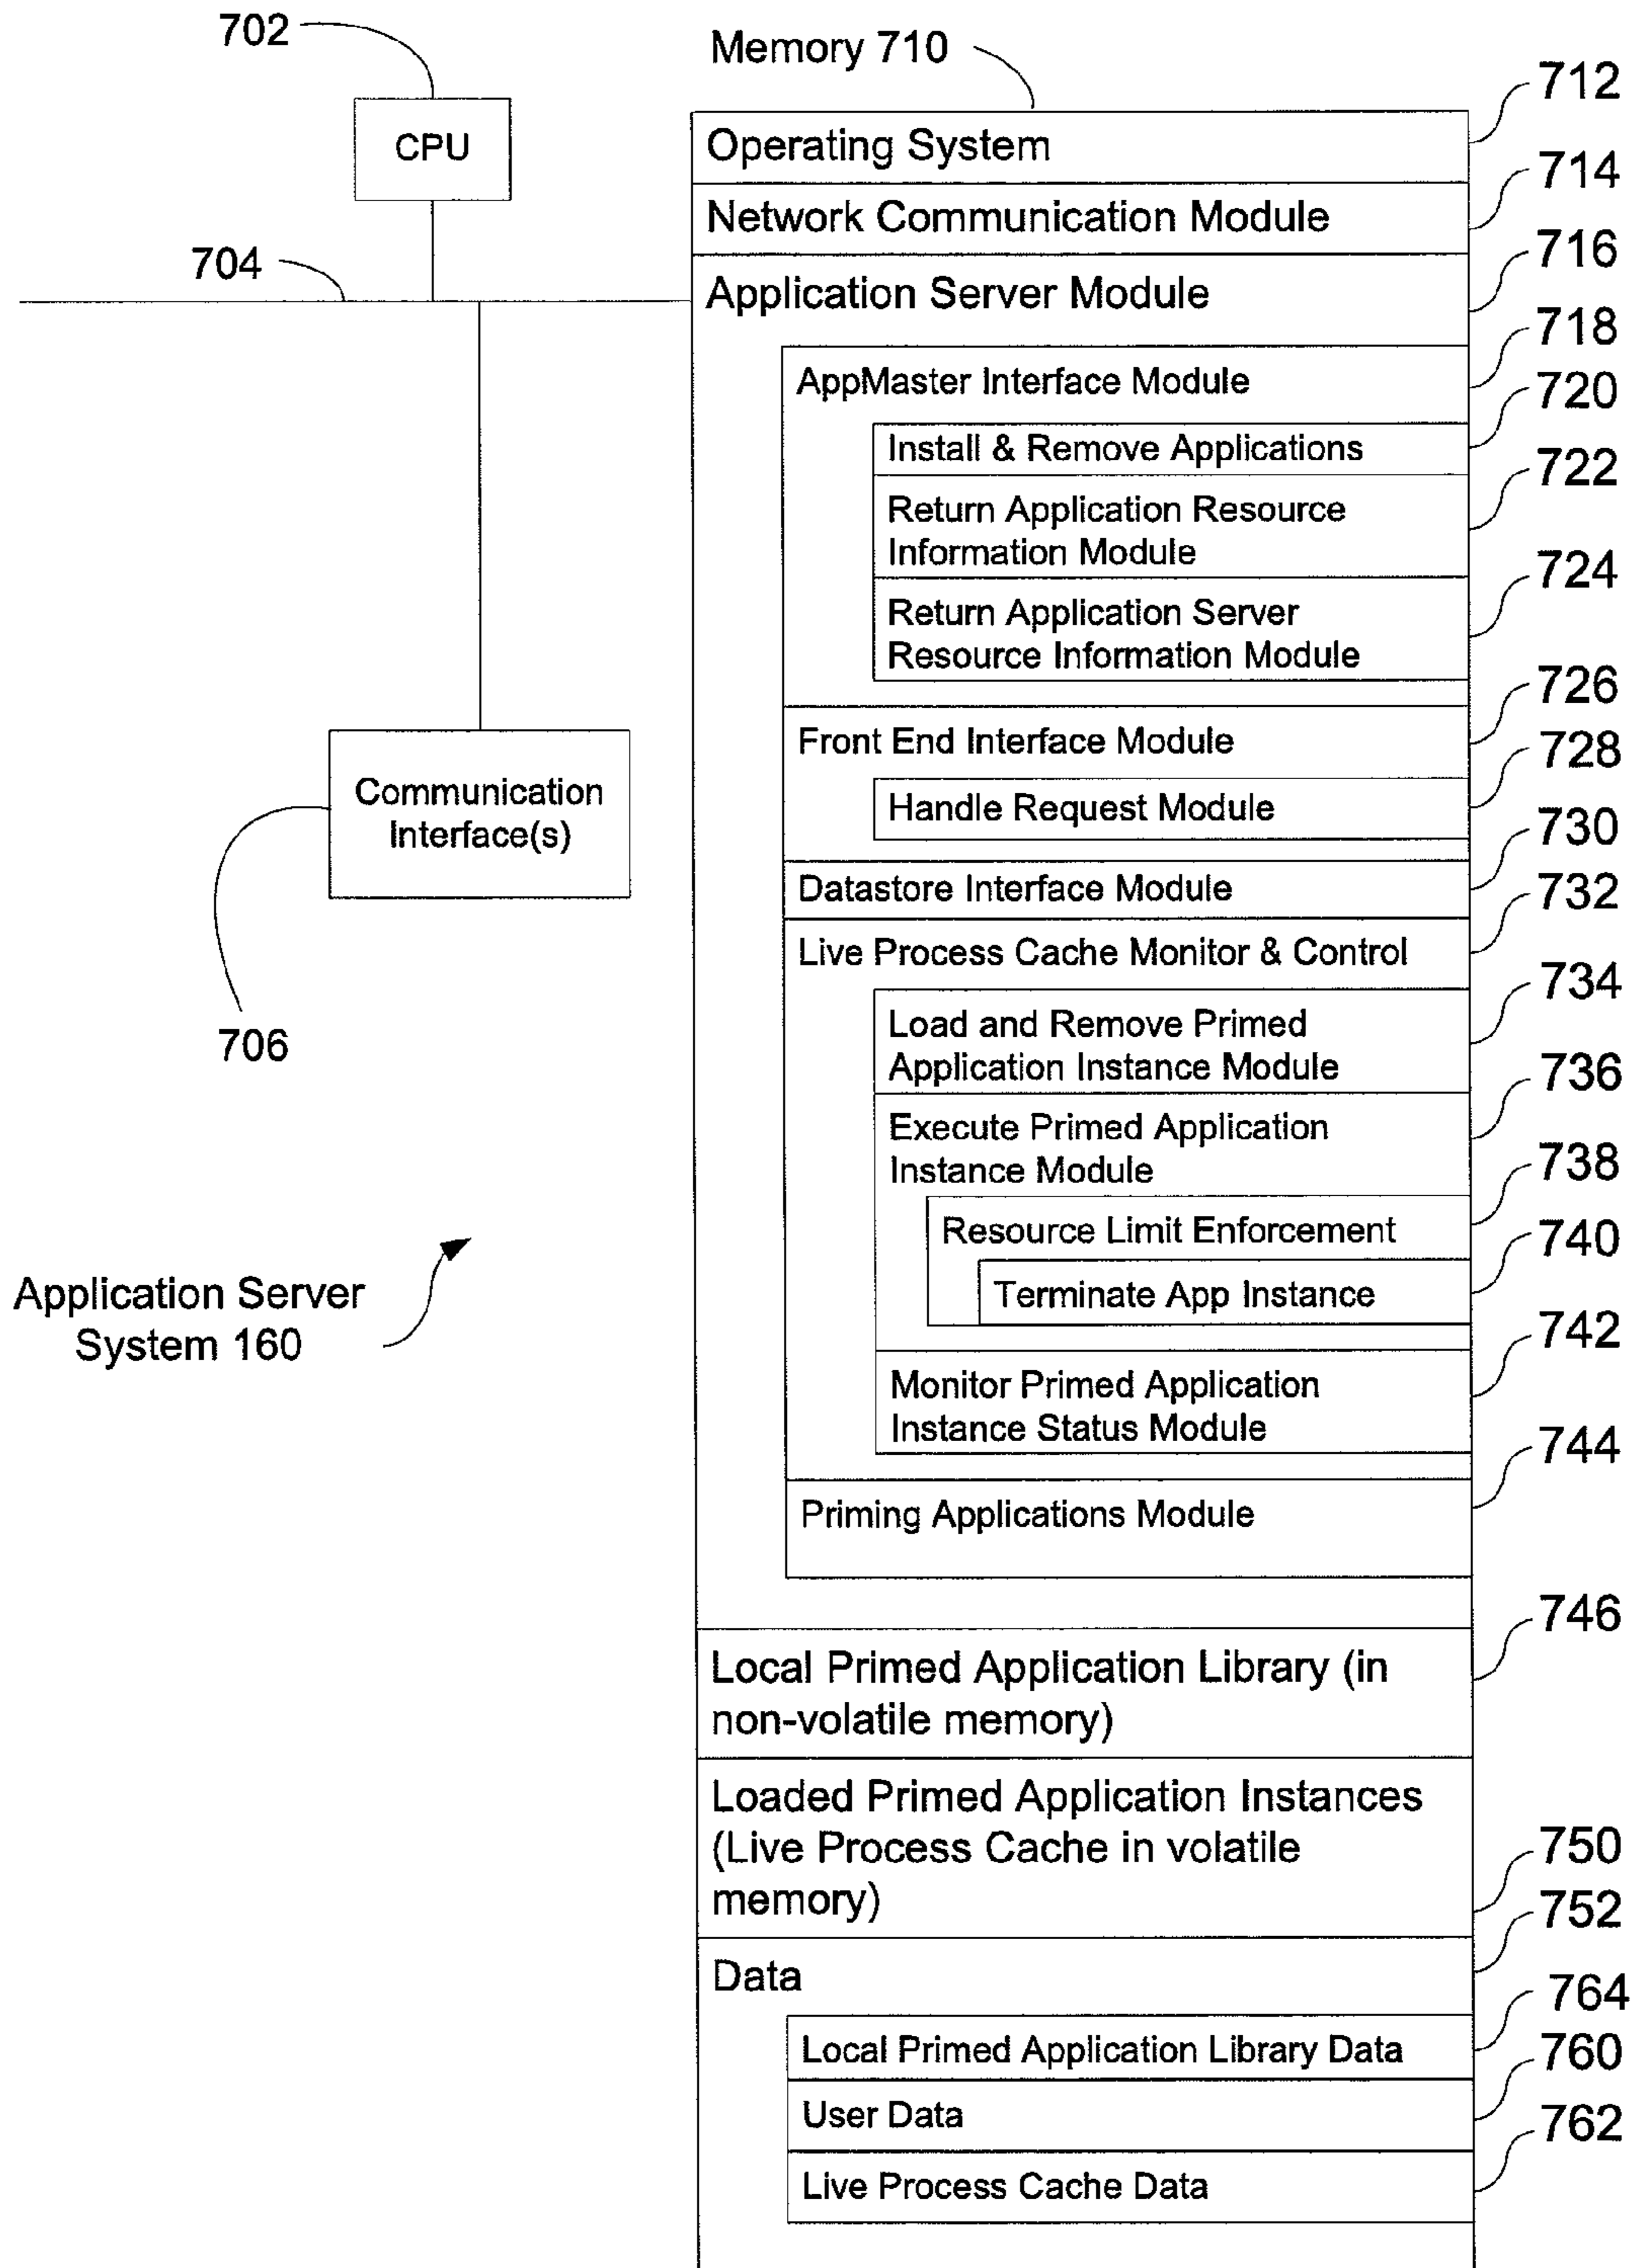 702
Memory 710
712
CPU
Operating System
714
Network Communication Module
716
704
Application Server Module
718
AppMaster Interface Module
720
Install & Remove Applications
722
Return Application Resource
Information Module
724
Return Application Server
Resource Information Module
726
Front End Interface Module
728
Communication
Interface(s)
Handle Request Module
730
Datastore Interface Module
732
Live Process Cache Monitor & Control
734
706
Load and Remove Primed
Application Instance Module
736
Execute Primed Application
Instance Module
738
Resource Limit Enforcement
740
Application Server
System 160
Terminate App Instance
742
Monitor Primed Application
Instance Status Module
744
Priming Applications Module
746
Local Primed Application Library (in
non-volatile memory)
Loaded Primed Application Instances
(Live Process Cache in volatile
memory)
750
752
Data
764
Local Primed Application Library Data
760
User Data
762
Live Process Cache Data